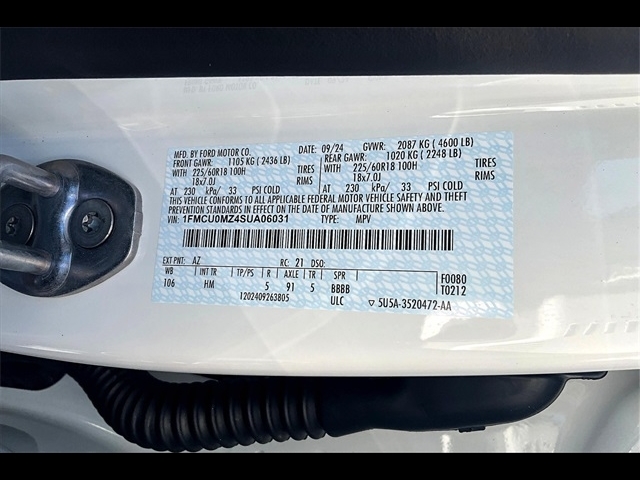 MFD. BY FORD MOTOR CO. 09/24 GVWR: 2087 KG ( 4600 LB)
FRONT GAWR: 1105 KG ( 2436 LB) REAR GAWR: 1020 KG ( 2248 LB)
WITH 225/60R18 100H TIRES WITH 225/60R18 100H TIRES
18x7.0J RIMS 18x7.0J RIMS
AT 230 kPa/ 33 PSI COLD AT 230 kPa/ 33 PSI COLD
THIS VEHICLE CONFORMS TO ALL APPLICABLE FEDERAL MOTOR VEHICLE SAFETY AND THEFT
PREVENTION STANDARDS IN EFFECT ON THE DATE OF MANUFACTURE SHOWN ABOVE.
VIN: 1FMCU0MZ4SUA06031 TYPE: MPV
EXT PNT: AZ RC: 21 DSO:
WB INT TR TP/PS R AXLE TR SPR F0080
106 HM 5 91 5 BBBB T0212
1202409263805 ULC ▽ 5U5A-3520472-AA